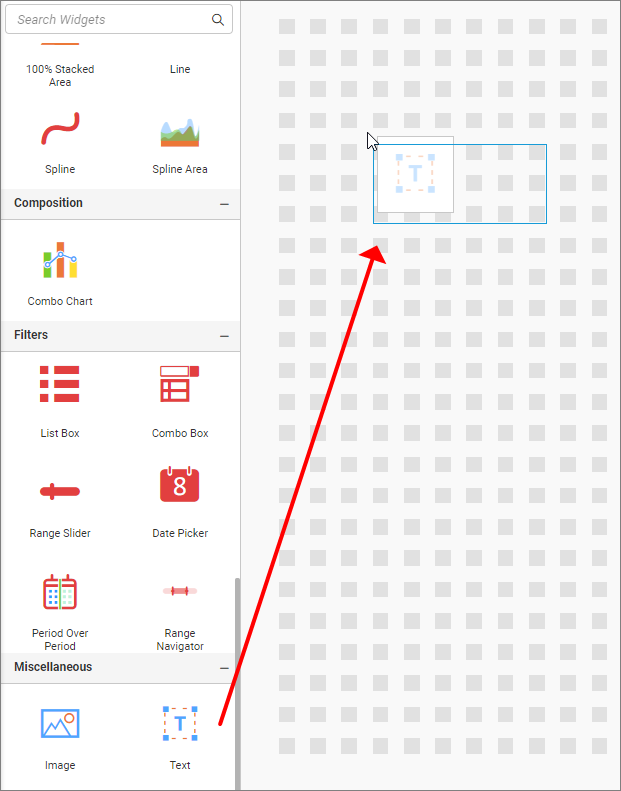 Search Widgets
100% Stacked
Area
Line
Spline
Spline Area
Composition
Combo Chart
Filters
List Box
Combo Box
8
Range Slider
Date Picker
Period Over
Period
Range
Navigator
Miscellaneous
T
T
Image
Text